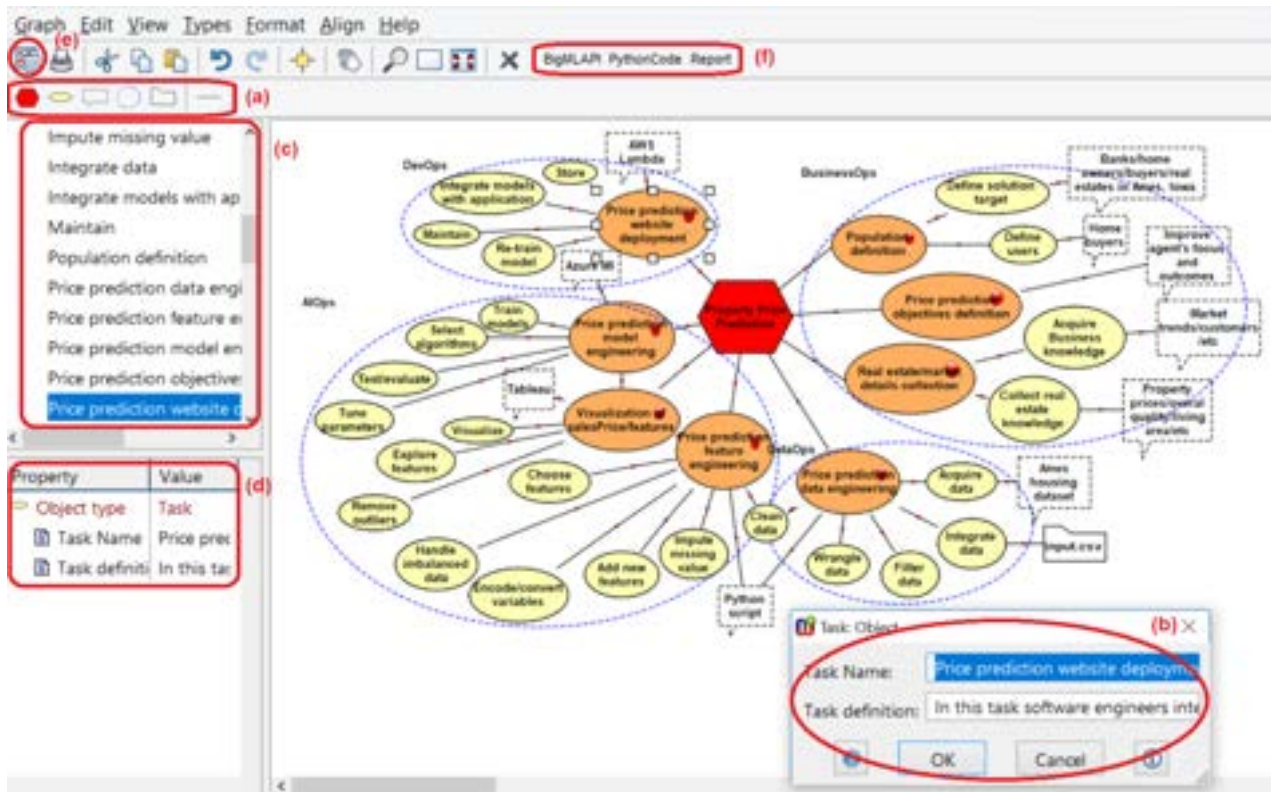 Graph Edit View Types Format Align Help
(e)
BigMLAPI PythonCode Report
(f)
(a)
Impute missing value
Integrate data
Integrate models with ap
Maintain
Population definition
Price prediction data engi
Price prediction feature e
Price prediction model en
Price prediction objective
Price prediction website d
(c)
Property Value
(d)
Object type Task
Task Name Price pred
Task definiti In this tas
DevOps
Store
AWS
Lambda
Integrate models
with application
Price prediction
website
deployment
Maintain
Re-train
model
Azure Ml
BusinessOps
Define solution
target
Banks/home
owners/buyers/real
estates in Ames, Iowa
Population
definition
Define
users
Home
buyers
Improve
agent's focus
and
outcomes
Price prediction
objectives definition
Property Price
Prediction
Acquire
Business
knowledge
Market
trends/customers
/etc
Real estatemarket
details collection
Collect real
estate
knowledge
Property
prices/overal
quality/living
area/etc
AIOps
Train
models
Select
algorithms
Price prediction
model
engineering
Test/evaluate
Tableau
Tune
parameters
Visualise
Visualization
salesPrice/features
Explore
features
Choose
features
Price prediction
feature
engineering
Remove
outliers
Handle
imbalanced
data
Encode/convert
variables
Add new
features
Impute
missing
value
Clean
data
DataOps
Price prediction
data engineering
Acquire
data
Ames
housing
dataset
Integrate
data
input.csv
Wrangle
data
Filter
data
Python
script
Task: Object
(b)
Task Name: Price prediction website deployme
Task definition: In this task software engineers inte
OK Cancel